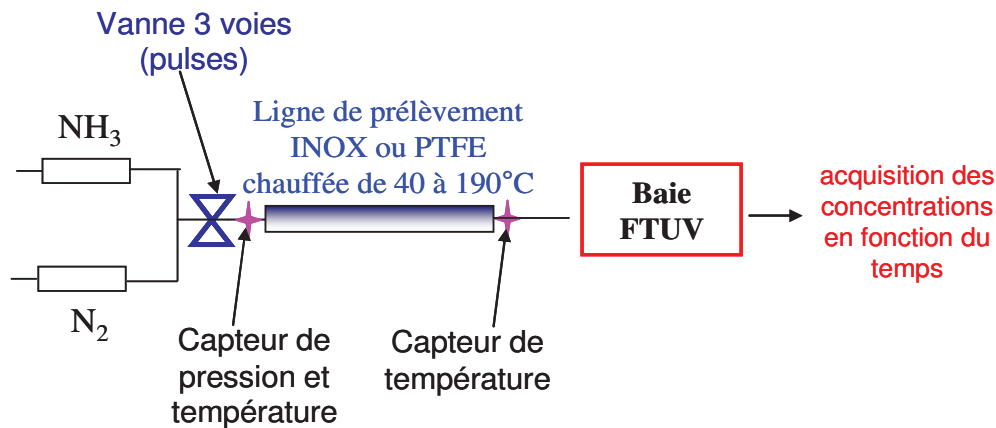 Vanne 3 voies
(pulses)
NH₃
Ligne de prélèvement
INOX ou PTFE
chauffée de 40 à 190°C
Baie
FTUV
acquisition des
concentrations
en fonction du
temps
N₂
Capteur de
pression et
température
Capteur de
température